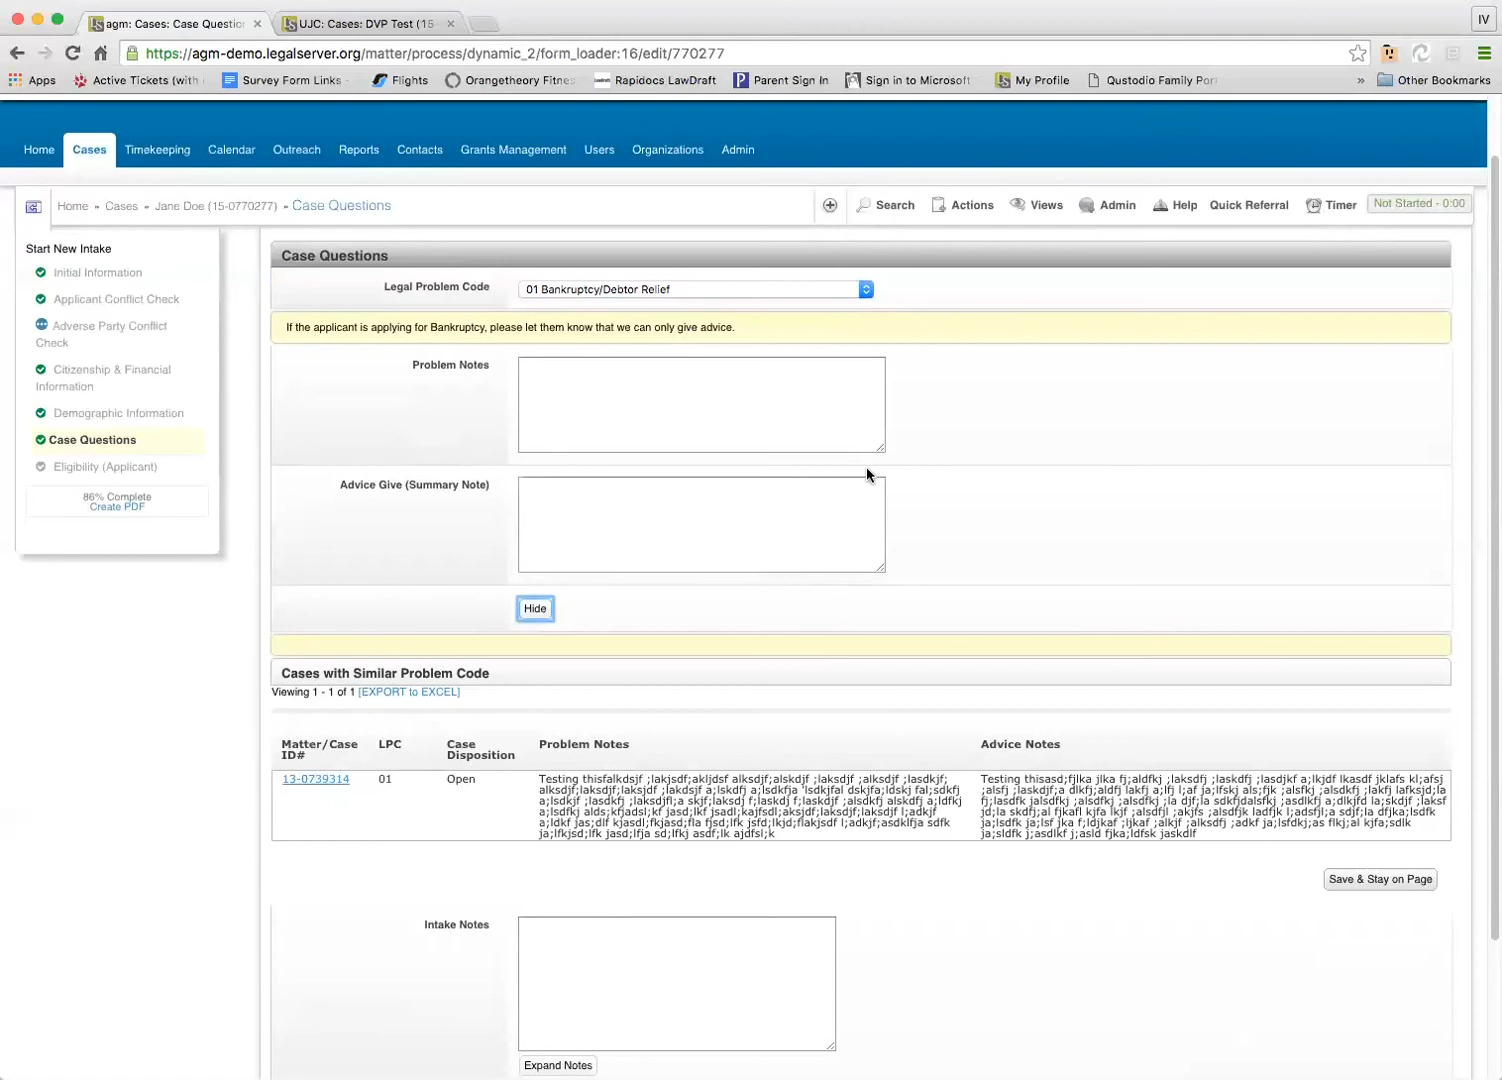 agm: Cases: Case Questio
UJC: Cases: DVP Test (15
IV
https://agm-demo.legalserver.org/matter/process/dynamic_2/form_loader:16/edit/770277
Apps
Active Tickets (with
Survey Form Links -
Flights
Orangetheory Fitne
Rapidocs LawDraft
Parent Sign In
Sign in to Microsoft
My Profile
Qustodio Family Por
»
Other Bookmarks
Home
Cases
Timekeeping
Calendar
Outreach
Reports
Contacts
Grants Management
Users
Organizations
Admin
Home » Cases » Jane Doe (15-0770277) » Case Questions
Search
Actions
Views
Admin
Help
Quick Referral
Timer
Not Started - 0:00
Start New Intake
Initial Information
Applicant Conflict Check
Adverse Party Conflict
Check
Citizenship & Financial
Information
Demographic Information
Case Questions
Eligibility (Applicant)
86% Complete
Create PDF
Case Questions
Legal Problem Code
01 Bankruptcy/Debtor Relief
If the applicant is applying for Bankruptcy, please let them know that we can only give advice.
Problem Notes
Advice Give (Summary Note)
Hide
Cases with Similar Problem Code
Viewing 1 - 1 of 1 [EXPORT to EXCEL]
Matter/Case
ID#
LPC
Case
Disposition
Problem Notes
Advice Notes
13-0739314
01
Open
Testing
Testing
Save & Stay on Page
Intake Notes
Expand Notes